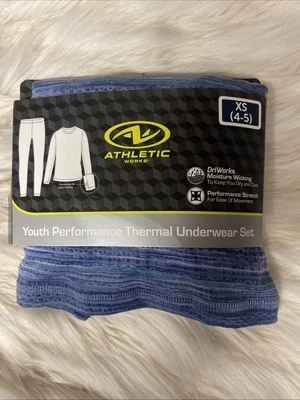 XS
(4-5)
ATHLETIC
WORKS
DriWorks
Moisture Wicking
To Keep You Dry and Cool
Performance Stretch
For Ease Of Movement
Youth Performance Thermal Underwear Set